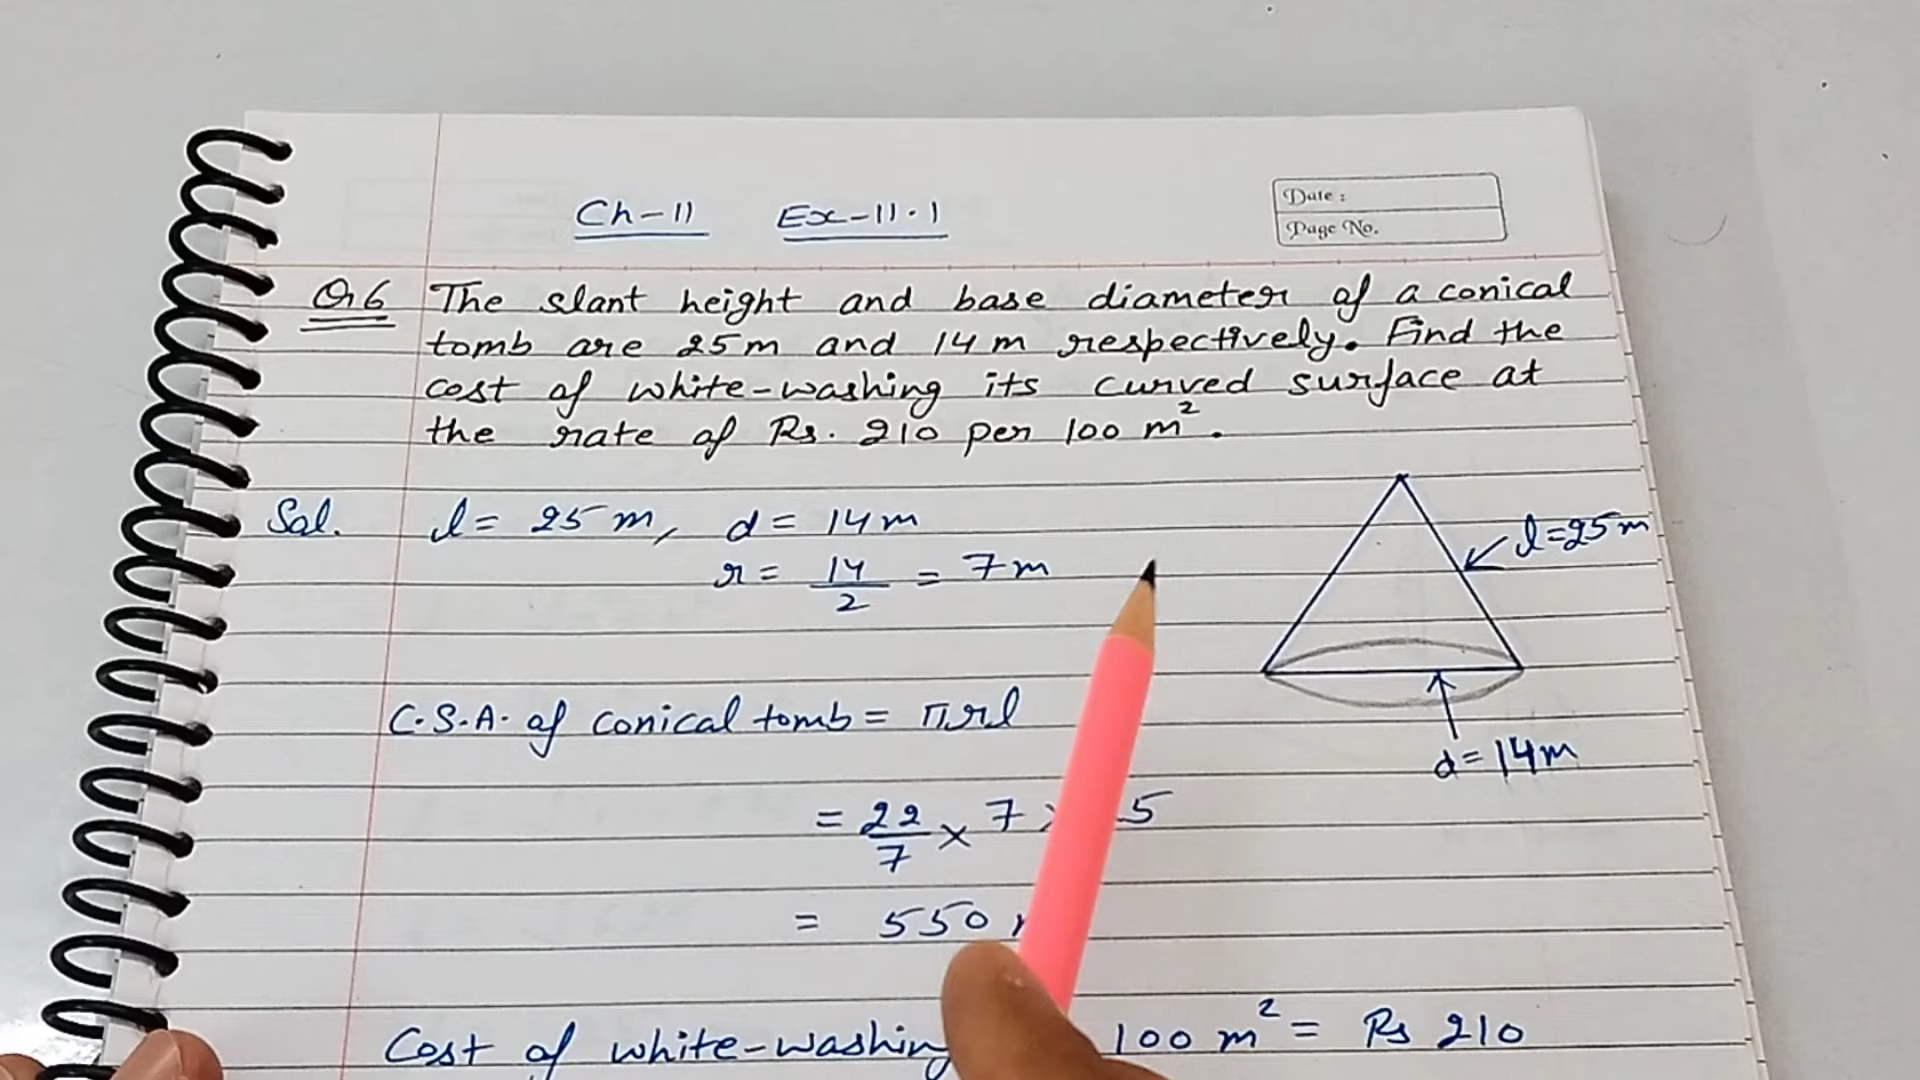 Ch-11 Ex-11.1
Date :
Page No.
Q6 The slant height and base diameter of a conical
tomb are 25m and 14 m respectively. Find the
cost of white-washing its curved surface at
the rate of Rs. 210 per 100 m².
Sol. l = 25 m, d = 14 m
r = 14/2 = 7m
l=25m
d=14m
C.S.A. of conical tomb = πrl
= 22/7 × 7
= 550
Cost of white-washing 100 m² = Rs 210